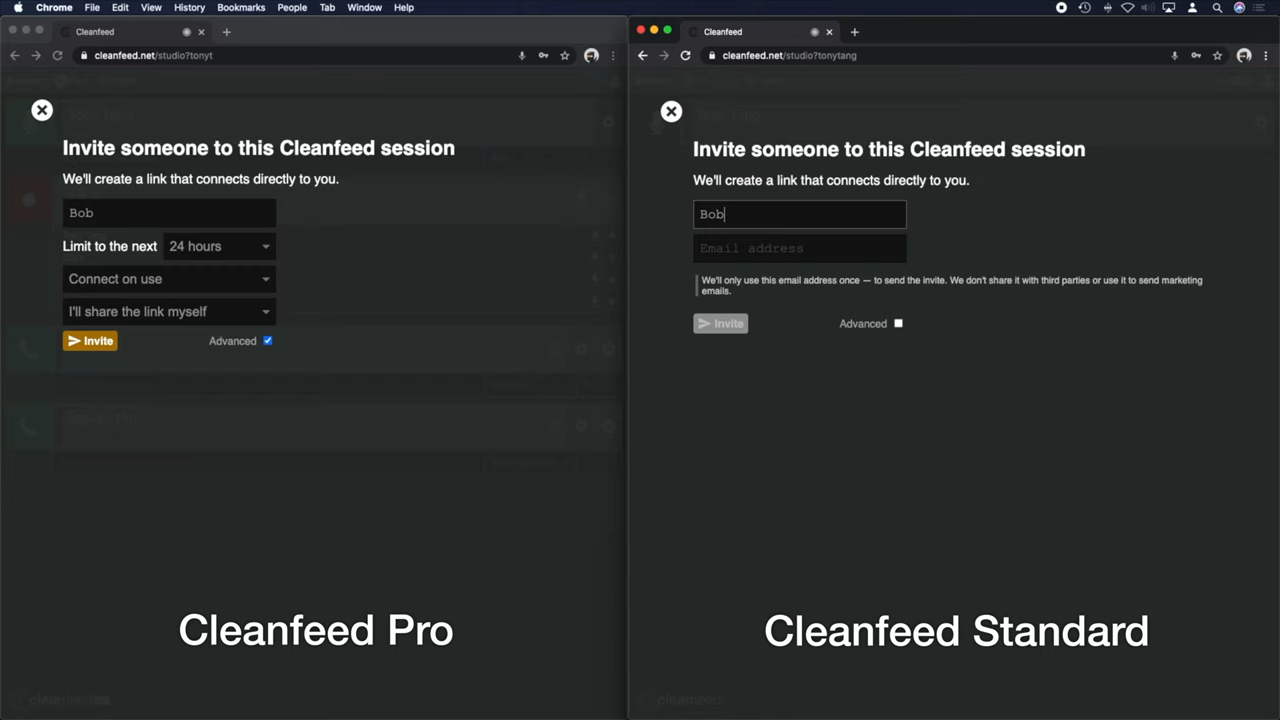 Chrome File Edit View History Bookmarks People Tab Window Help
Cleanfeed
cleanfeed.net/studio?tonyt
Invite someone to this Cleanfeed session
We'll create a link that connects directly to you.
Bob
Limit to the next 24 hours
Connect on use
I'll share the link myself
Invite Advanced
Cleanfeed Pro
cleanfeed
Cleanfeed
cleanfeed.net/studio?tonytang
Invite someone to this Cleanfeed session
We'll create a link that connects directly to you.
Bob
Email address
We'll only use this email address once — to send the invite. We don't share it with third parties or use it to send marketing
emails.
Invite Advanced
Cleanfeed Standard
cleanfeed